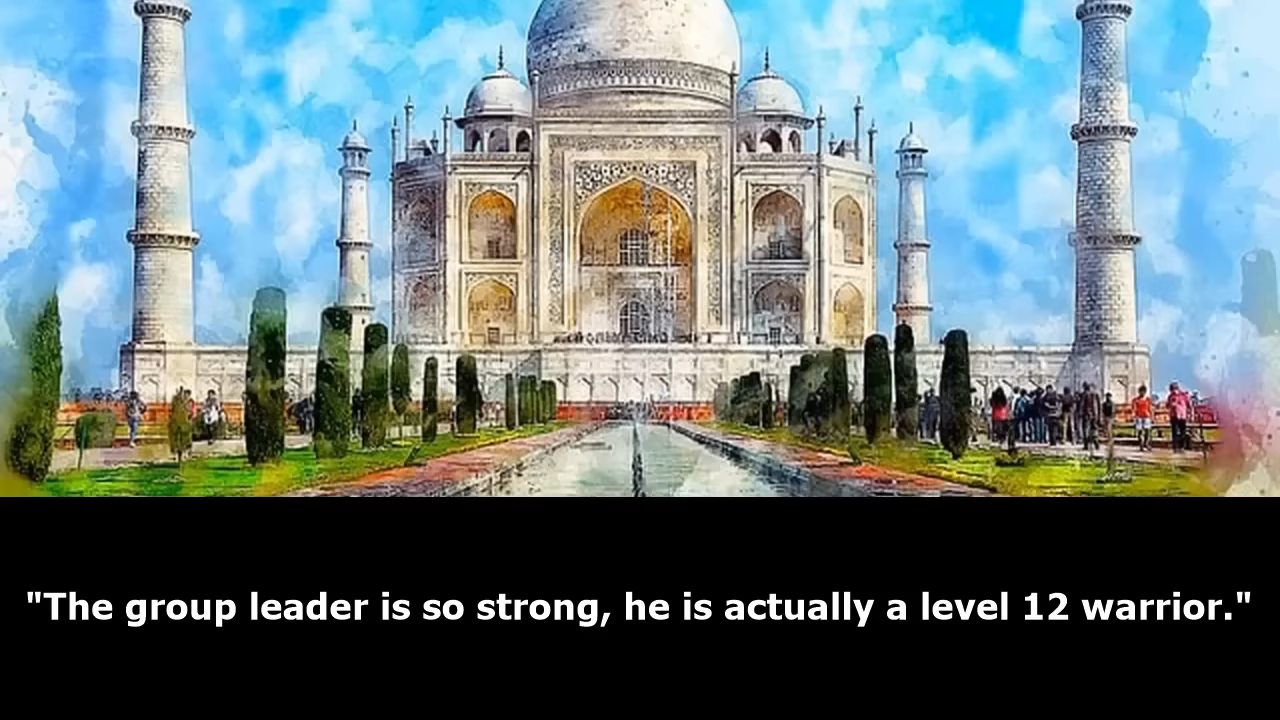 "The group leader is so strong, he is actually a level 12 warrior."